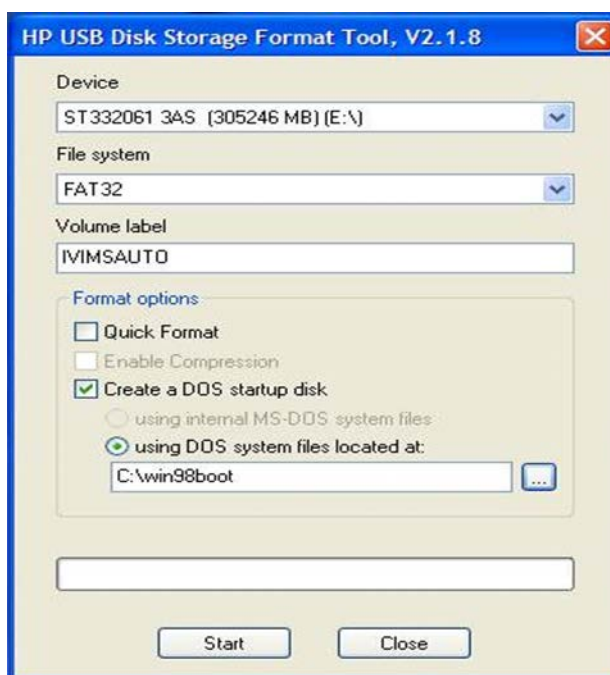 HP USB Disk Storage Format Tool, V2.1.8
Device
ST332061 3AS (305246 MB) (E:\)
File system
FAT32
Volume label
IVIMSAUTO
Format options
Quick Format
Enable Compression
Create a DOS startup disk
using internal MS-DOS system files
using DOS system files located at:
C:\win98boot
...
Start
Close